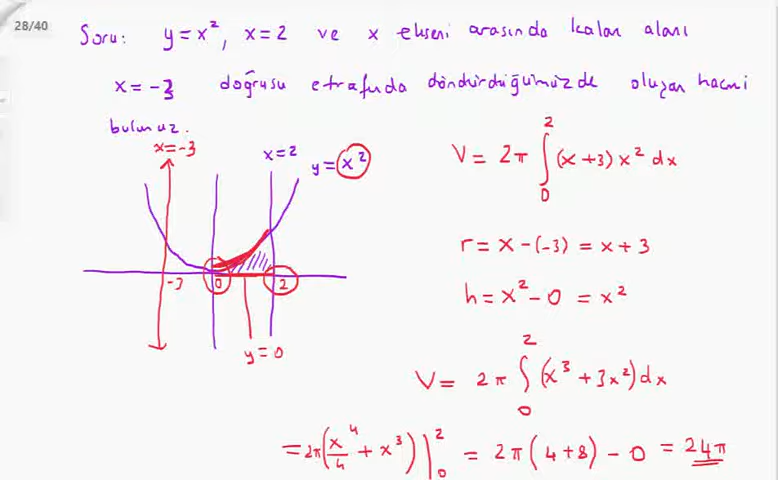 28/40
Soru: y = x², x = 2 ve x ekseni arasında kalan alanı
x = -3 doğrusu etrafında döndürdüğümüzde oluşan hacmi
bulunuz.
x = -3
x = 2
y = x²
-3 0 2
y = 0
V = 2π ∫₀² (x + 3) x² dx
r = x - (-3) = x + 3
h = x² - 0 = x²
V = 2π ∫₀² (x³ + 3x²) dx
= 2π (x⁴/4 + x³) |₀² = 2π (4 + 8) - 0 = 24π